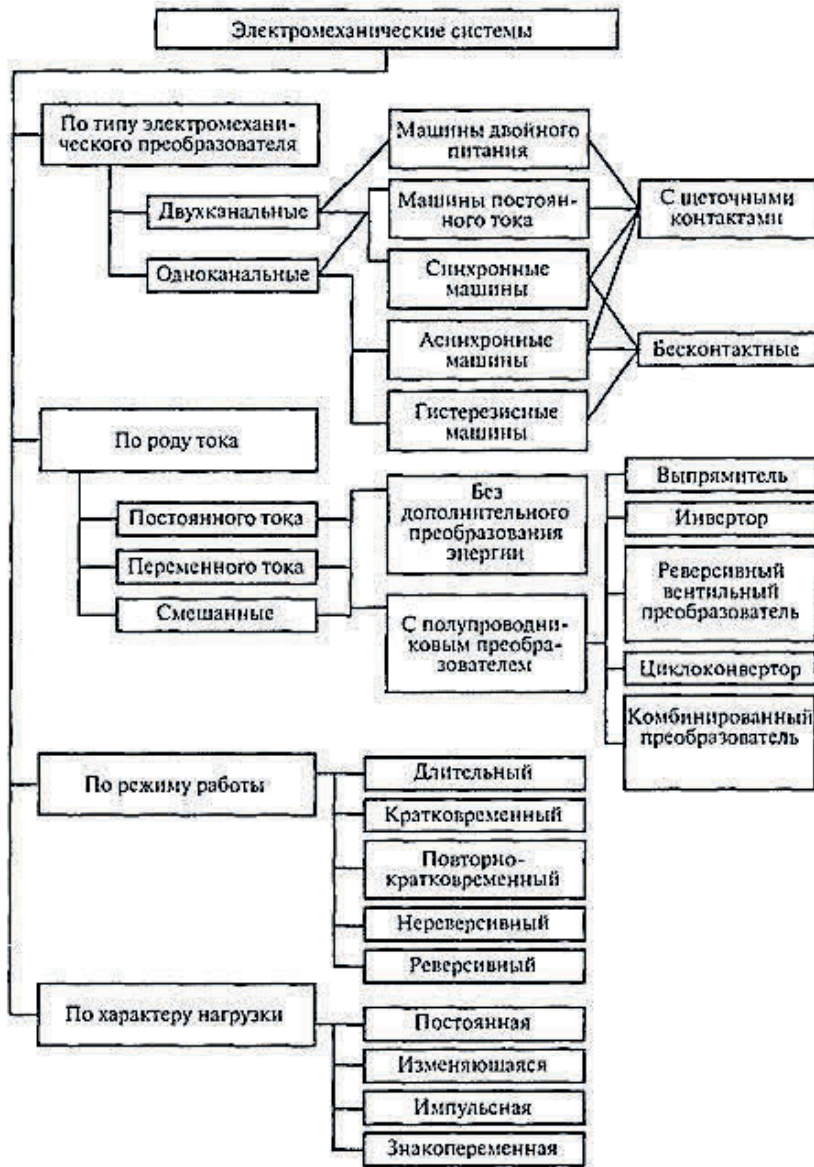 Электромеханические системы
По типу электромехани-
ческого преобразователя
Двухканальные
Одноканальные
Машины двойного
питания
Машины постоян-
ного тока
Синхронные
машины
Асинхронные
машины
Гистерезисные
машины
С щеточными
контактами
Бесконтактные
По роду тока
Постоянного тока
Переменного тока
Смешанные
Без
дополнительного
преобразования
энергии
С полупроводни-
ковым преобра-
зователем
Выпрямитель
Инвертор
Реверсивный
вентильный
преобразователь
Циклоконвертор
Комбинированный
преобразователь
По режиму работы
Длительный
Кратковременный
Повторно-
кратковременный
Нереверсивный
Реверсивный
По характеру нагрузки
Постоянная
Изменяющаяся
Импульсная
Знакопеременная